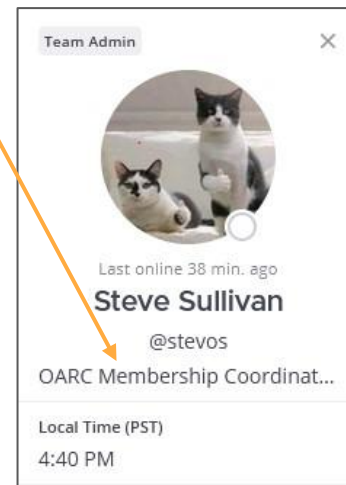 Team Admin
Last online 38 min. ago
Steve Sullivan
@stevos
OARC Membership Coordinat...
Local Time (PST)
4:40 PM